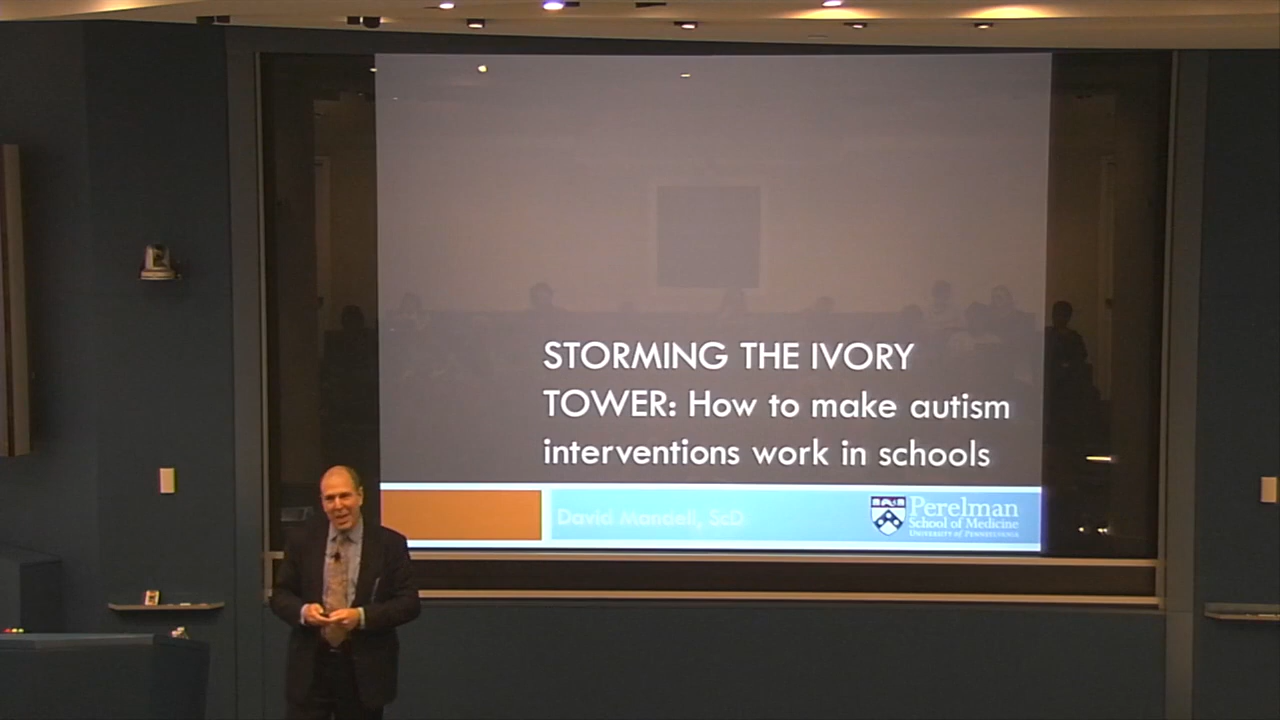 STORMING THE IVORY
TOWER: How to make autism
interventions work in schools
David Mandell, ScD
Perelman
School of Medicine
UNIVERSITY of PENNSYLVANIA